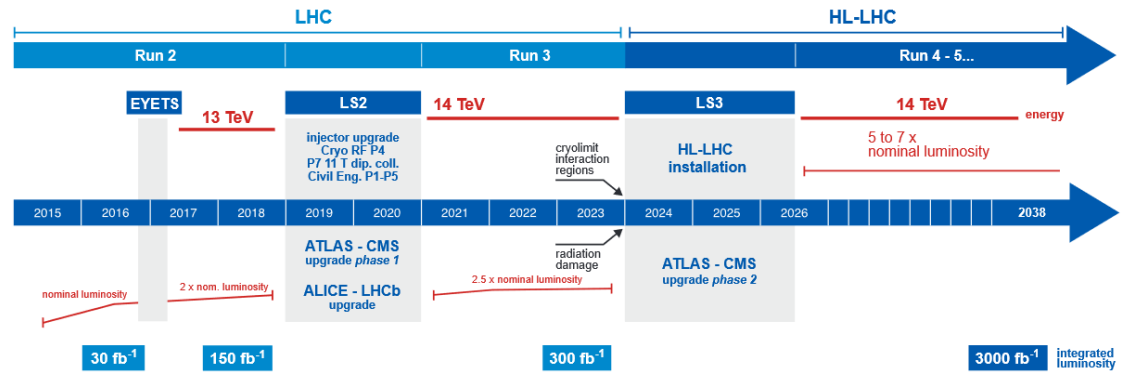 LHC
HL-LHC
Run 2
Run 3
Run 4 - 5...
EYETS
13 TeV
LS2
14 TeV
LS3
14 TeV
energy
injector upgrade
Cryo RF P4
P7 11 T dip. coll.
Civil Eng. P1-P5
cryolimit
interaction
regions
HL-LHC
installation
5 to 7 x
nominal luminosity
2015
2016
2017
2018
2019
2020
2021
2022
2023
2024
2025
2026
2038
ATLAS - CMS
upgrade phase 1
ALICE - LHCb
upgrade
radiation
damage
ATLAS - CMS
upgrade phase 2
nominal luminosity
2 x nom. luminosity
2.5 x nominal luminosity
30 fb-1
150 fb-1
300 fb-1
3000 fb-1
integrated
luminosity